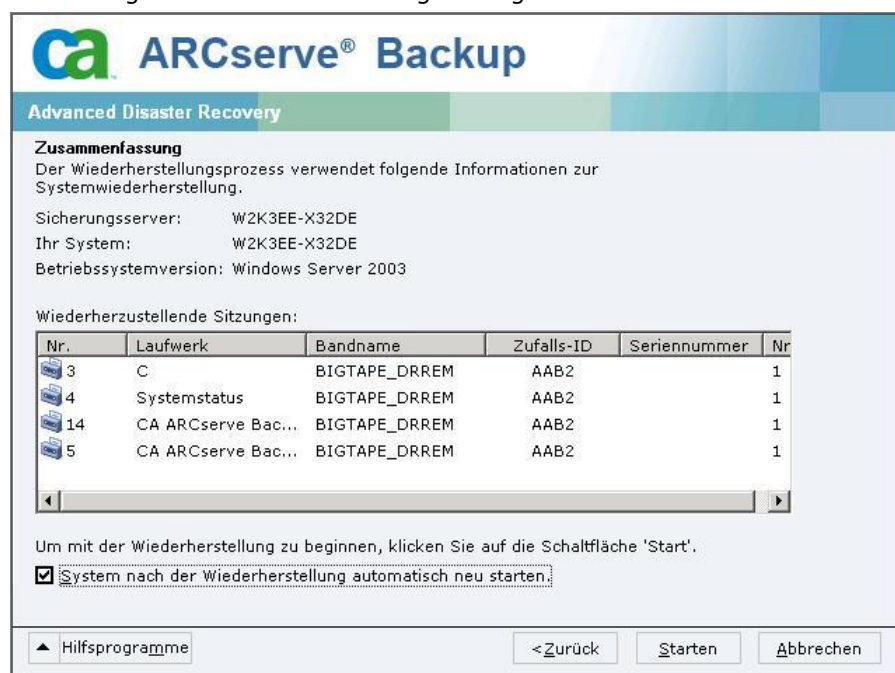 ca ARCserve® Backup
Advanced Disaster Recovery
Zusammenfassung
Der Wiederherstellungsprozess verwendet folgende Informationen zur
Systemwiederherstellung.
Sicherungsserver: W2K3EE-X32DE
Ihr System: W2K3EE-X32DE
Betriebssystemversion: Windows Server 2003
Wiederherzustellende Sitzungen:
Nr. Laufwerk Bandname Zufalls-ID Seriennummer Nr
3 C BIGTAPE_DRREM AAB2 1
4 Systemstatus BIGTAPE_DRREM AAB2 1
14 CA ARCserve Bac... BIGTAPE_DRREM AAB2 1
5 CA ARCserve Bac... BIGTAPE_DRREM AAB2 1
Um mit der Wiederherstellung zu beginnen, klicken Sie auf die Schaltfläche 'Start'.
System nach der Wiederherstellung automatisch neu starten.
Hilfsprogramme <Zurück Starten Abbrechen